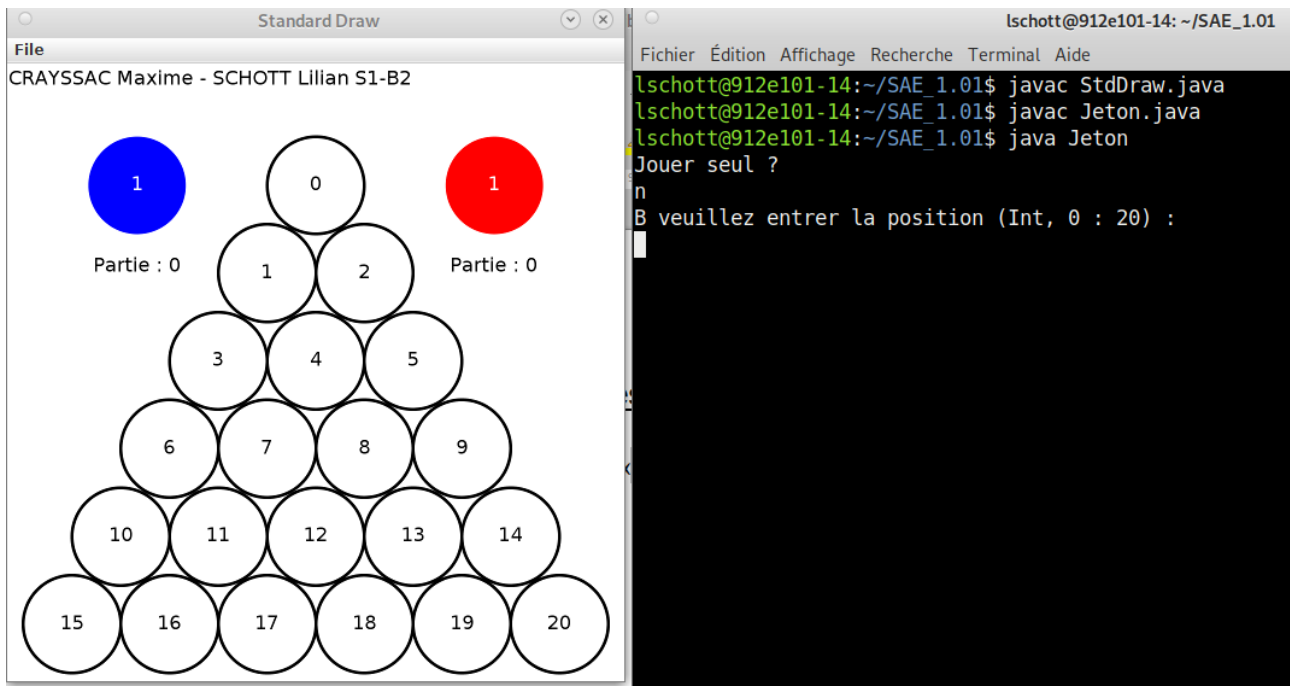 Standard Draw
File
CRAYSSAC Maxime - SCHOTT Lilian S1-B2
1
0
1
Partie : 0
1
2
Partie : 0
3
4
5
6
7
8
9
10
11
12
13
14
15
16
17
18
19
20
lschott@912e101-14: ~/SAE_1.01
Fichier Édition Affichage Recherche Terminal Aide
lschott@912e101-14:~/SAE_1.01$ javac StdDraw.java
lschott@912e101-14:~/SAE_1.01$ javac Jeton.java
lschott@912e101-14:~/SAE_1.01$ java Jeton
Jouer seul ?
n
B veuillez entrer la position (Int, 0 : 20) :